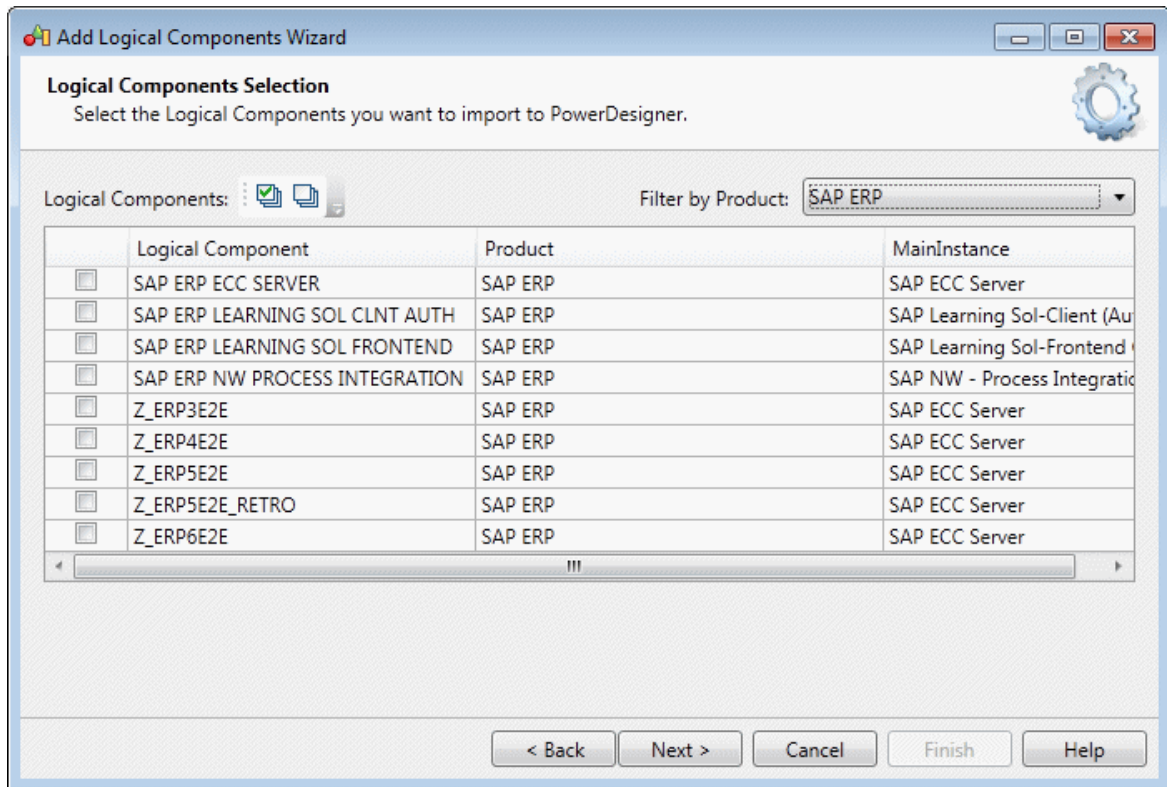 Add Logical Components Wizard
Logical Components Selection
Select the Logical Components you want to import to PowerDesigner.
Logical Components: Filter by Product: SAP ERP
Logical Component Product MainInstance
SAP ERP ECC SERVER SAP ERP SAP ECC Server
SAP ERP LEARNING SOL CLNT AUTH SAP ERP SAP Learning Sol-Client (Au
SAP ERP LEARNING SOL FRONTEND SAP ERP SAP Learning Sol-Frontend
SAP ERP NW PROCESS INTEGRATION SAP ERP SAP NW - Process Integratio
Z_ERP3E2E SAP ERP SAP ECC Server
Z_ERP4E2E SAP ERP SAP ECC Server
Z_ERP5E2E SAP ERP SAP ECC Server
Z_ERP5E2E_RETRO SAP ERP SAP ECC Server
Z_ERP6E2E SAP ERP SAP ECC Server
< Back Next > Cancel Finish Help